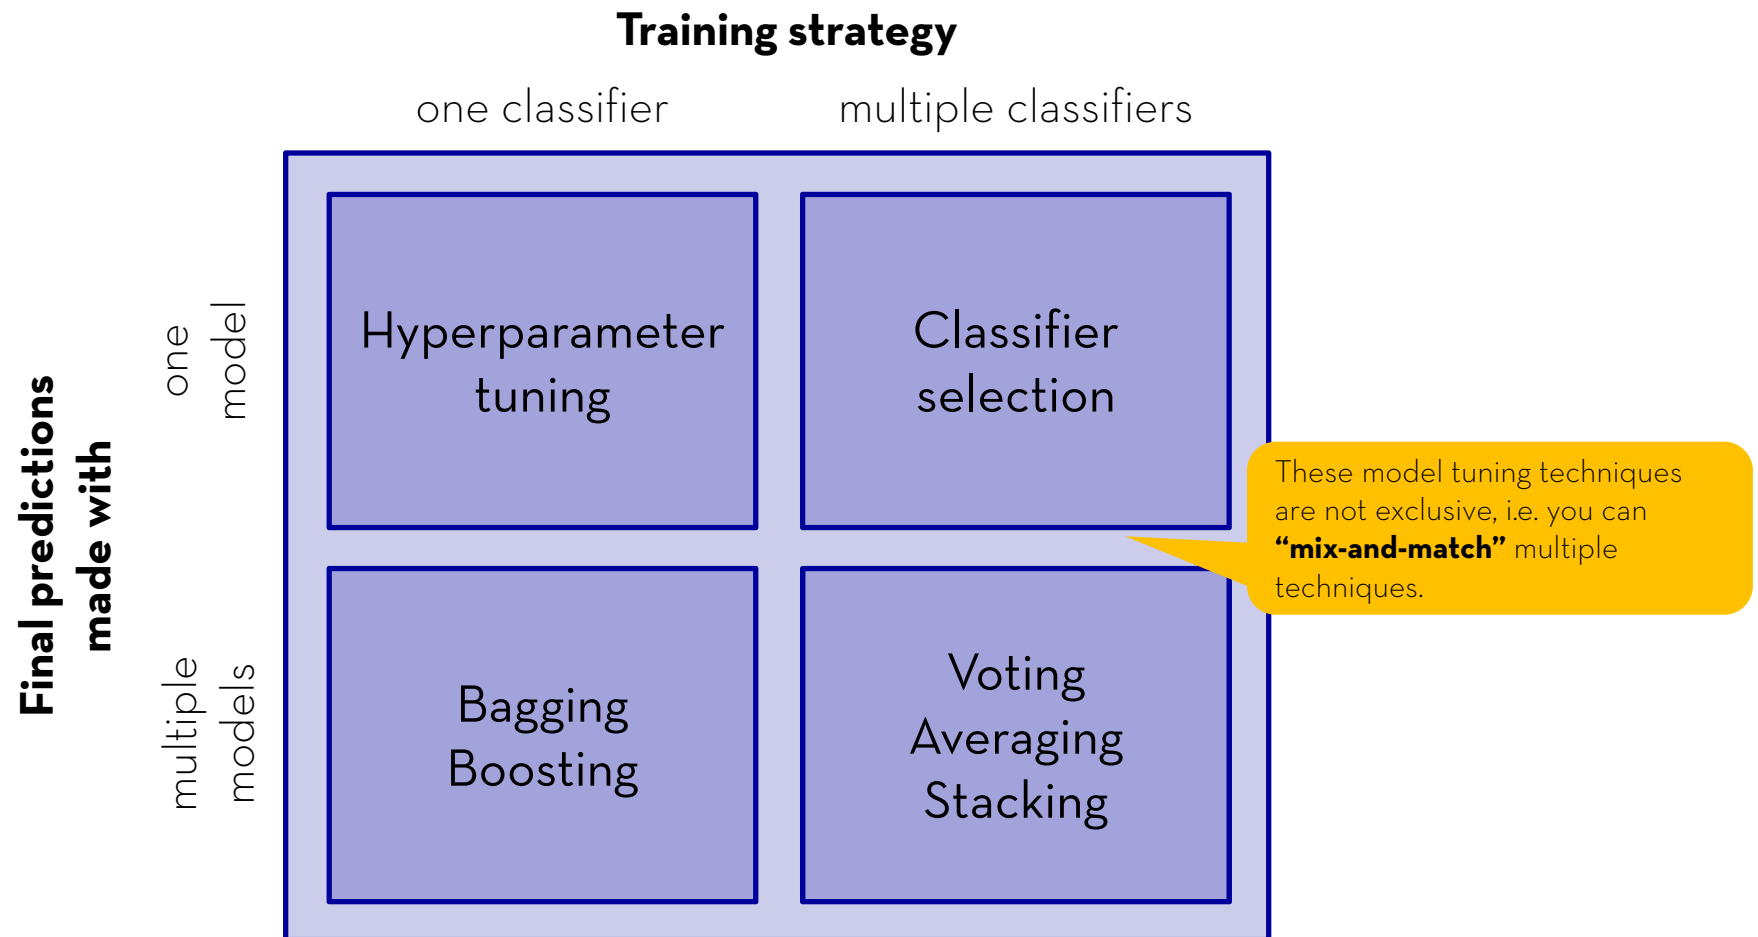 Training strategy
one classifier
multiple classifiers
Final predictions
made with
one
model
Hyperparameter
tuning
Classifier
selection
These model tuning techniques
are not exclusive, i.e. you can
“mix-and-match” multiple
techniques.
multiple
models
Bagging
Boosting
Voting
Averaging
Stacking